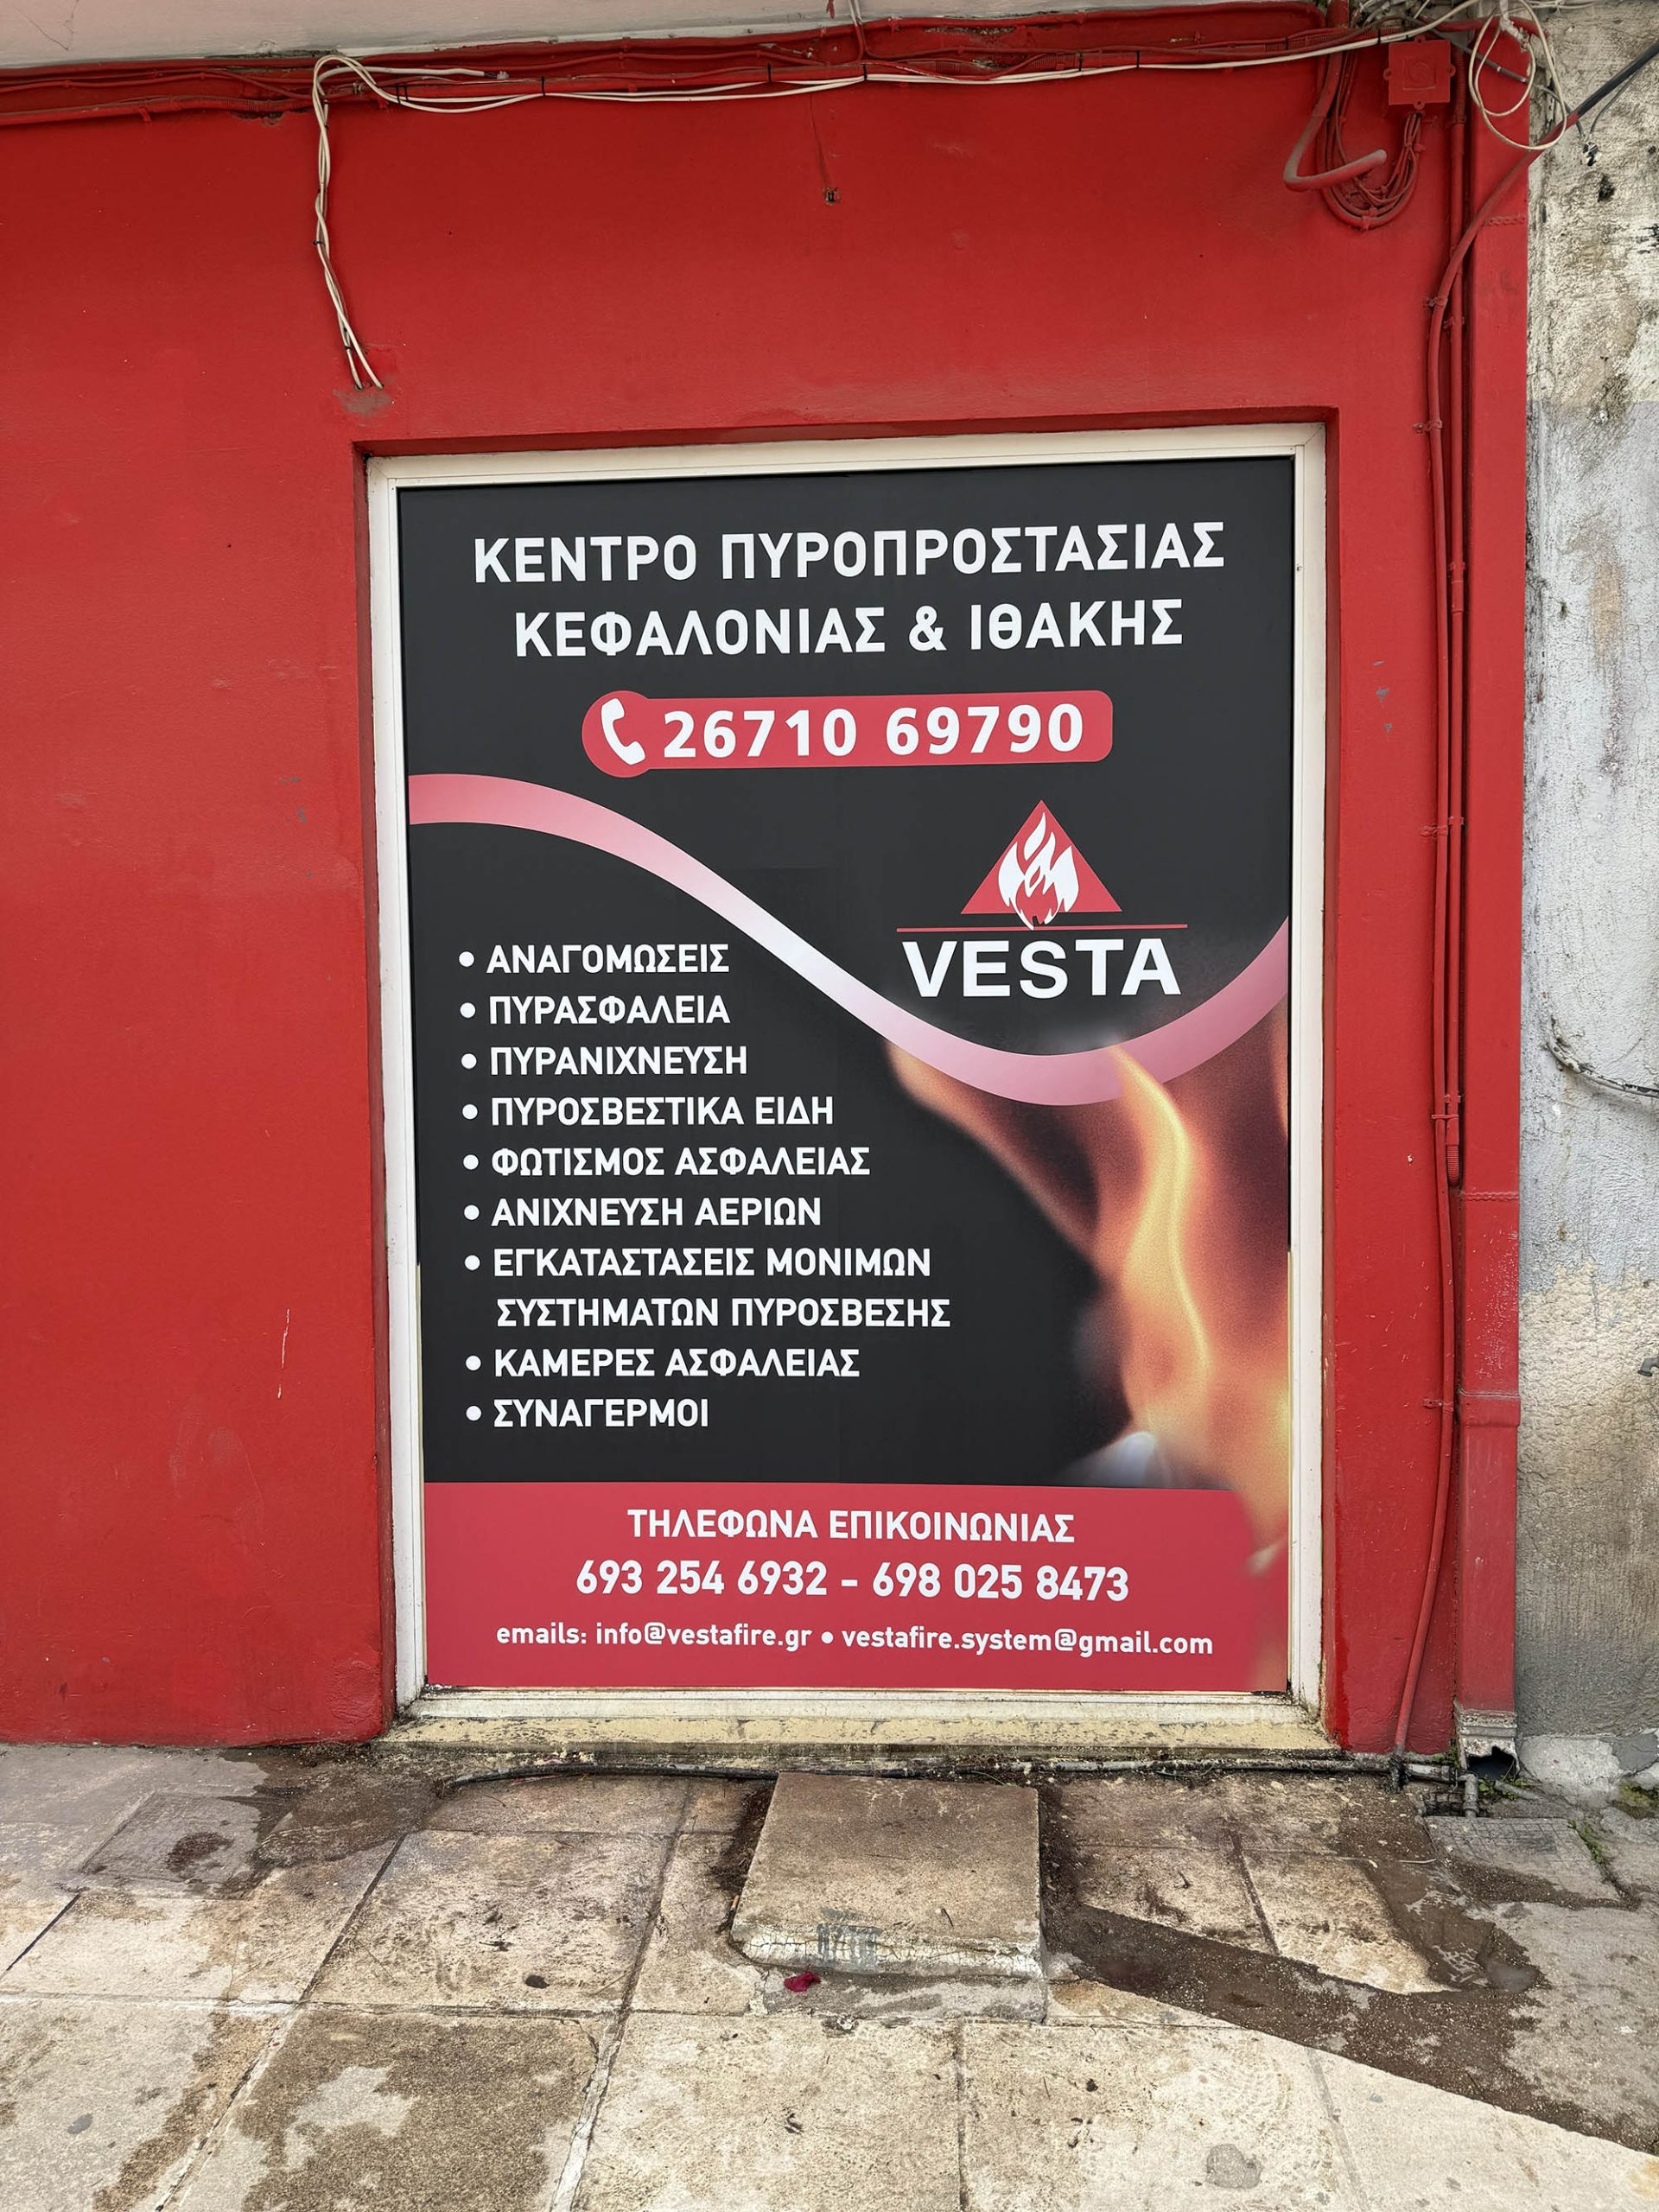 ΚΕΝΤΡΟ ΠΥΡΟΠΡΟΣΤΑΣΙΑΣ
ΚΕΦΑΛΟΝΙΑΣ & ΙΘΑΚΗΣ
26710 69790
VESTA
• ΑΝΑΓΟΜΩΣΕΙΣ
• ΠΥΡΑΣΦΑΛΕΙΑ
• ΠΥΡΑΝΙΧΝΕΥΣΗ
• ΠΥΡΟΣΒΕΣΤΙΚΑ ΕΙΔΗ
• ΦΩΤΙΣΜΟΣ ΑΣΦΑΛΕΙΑΣ
• ΑΝΙΧΝΕΥΣΗ ΑΕΡΙΩΝ
• ΕΓΚΑΤΑΣΤΑΣΕΙΣ ΜΟΝΙΜΩΝ
ΣΥΣΤΗΜΑΤΩΝ ΠΥΡΟΣΒΕΣΗΣ
• ΚΑΜΕΡΕΣ ΑΣΦΑΛΕΙΑΣ
• ΣΥΝΑΓΕΡΜΟΙ
ΤΗΛΕΦΩΝΑ ΕΠΙΚΟΙΝΩΝΙΑΣ
693 254 6932 - 698 025 8473
emails: info@vestafire.gr • vestafire.system@gmail.com